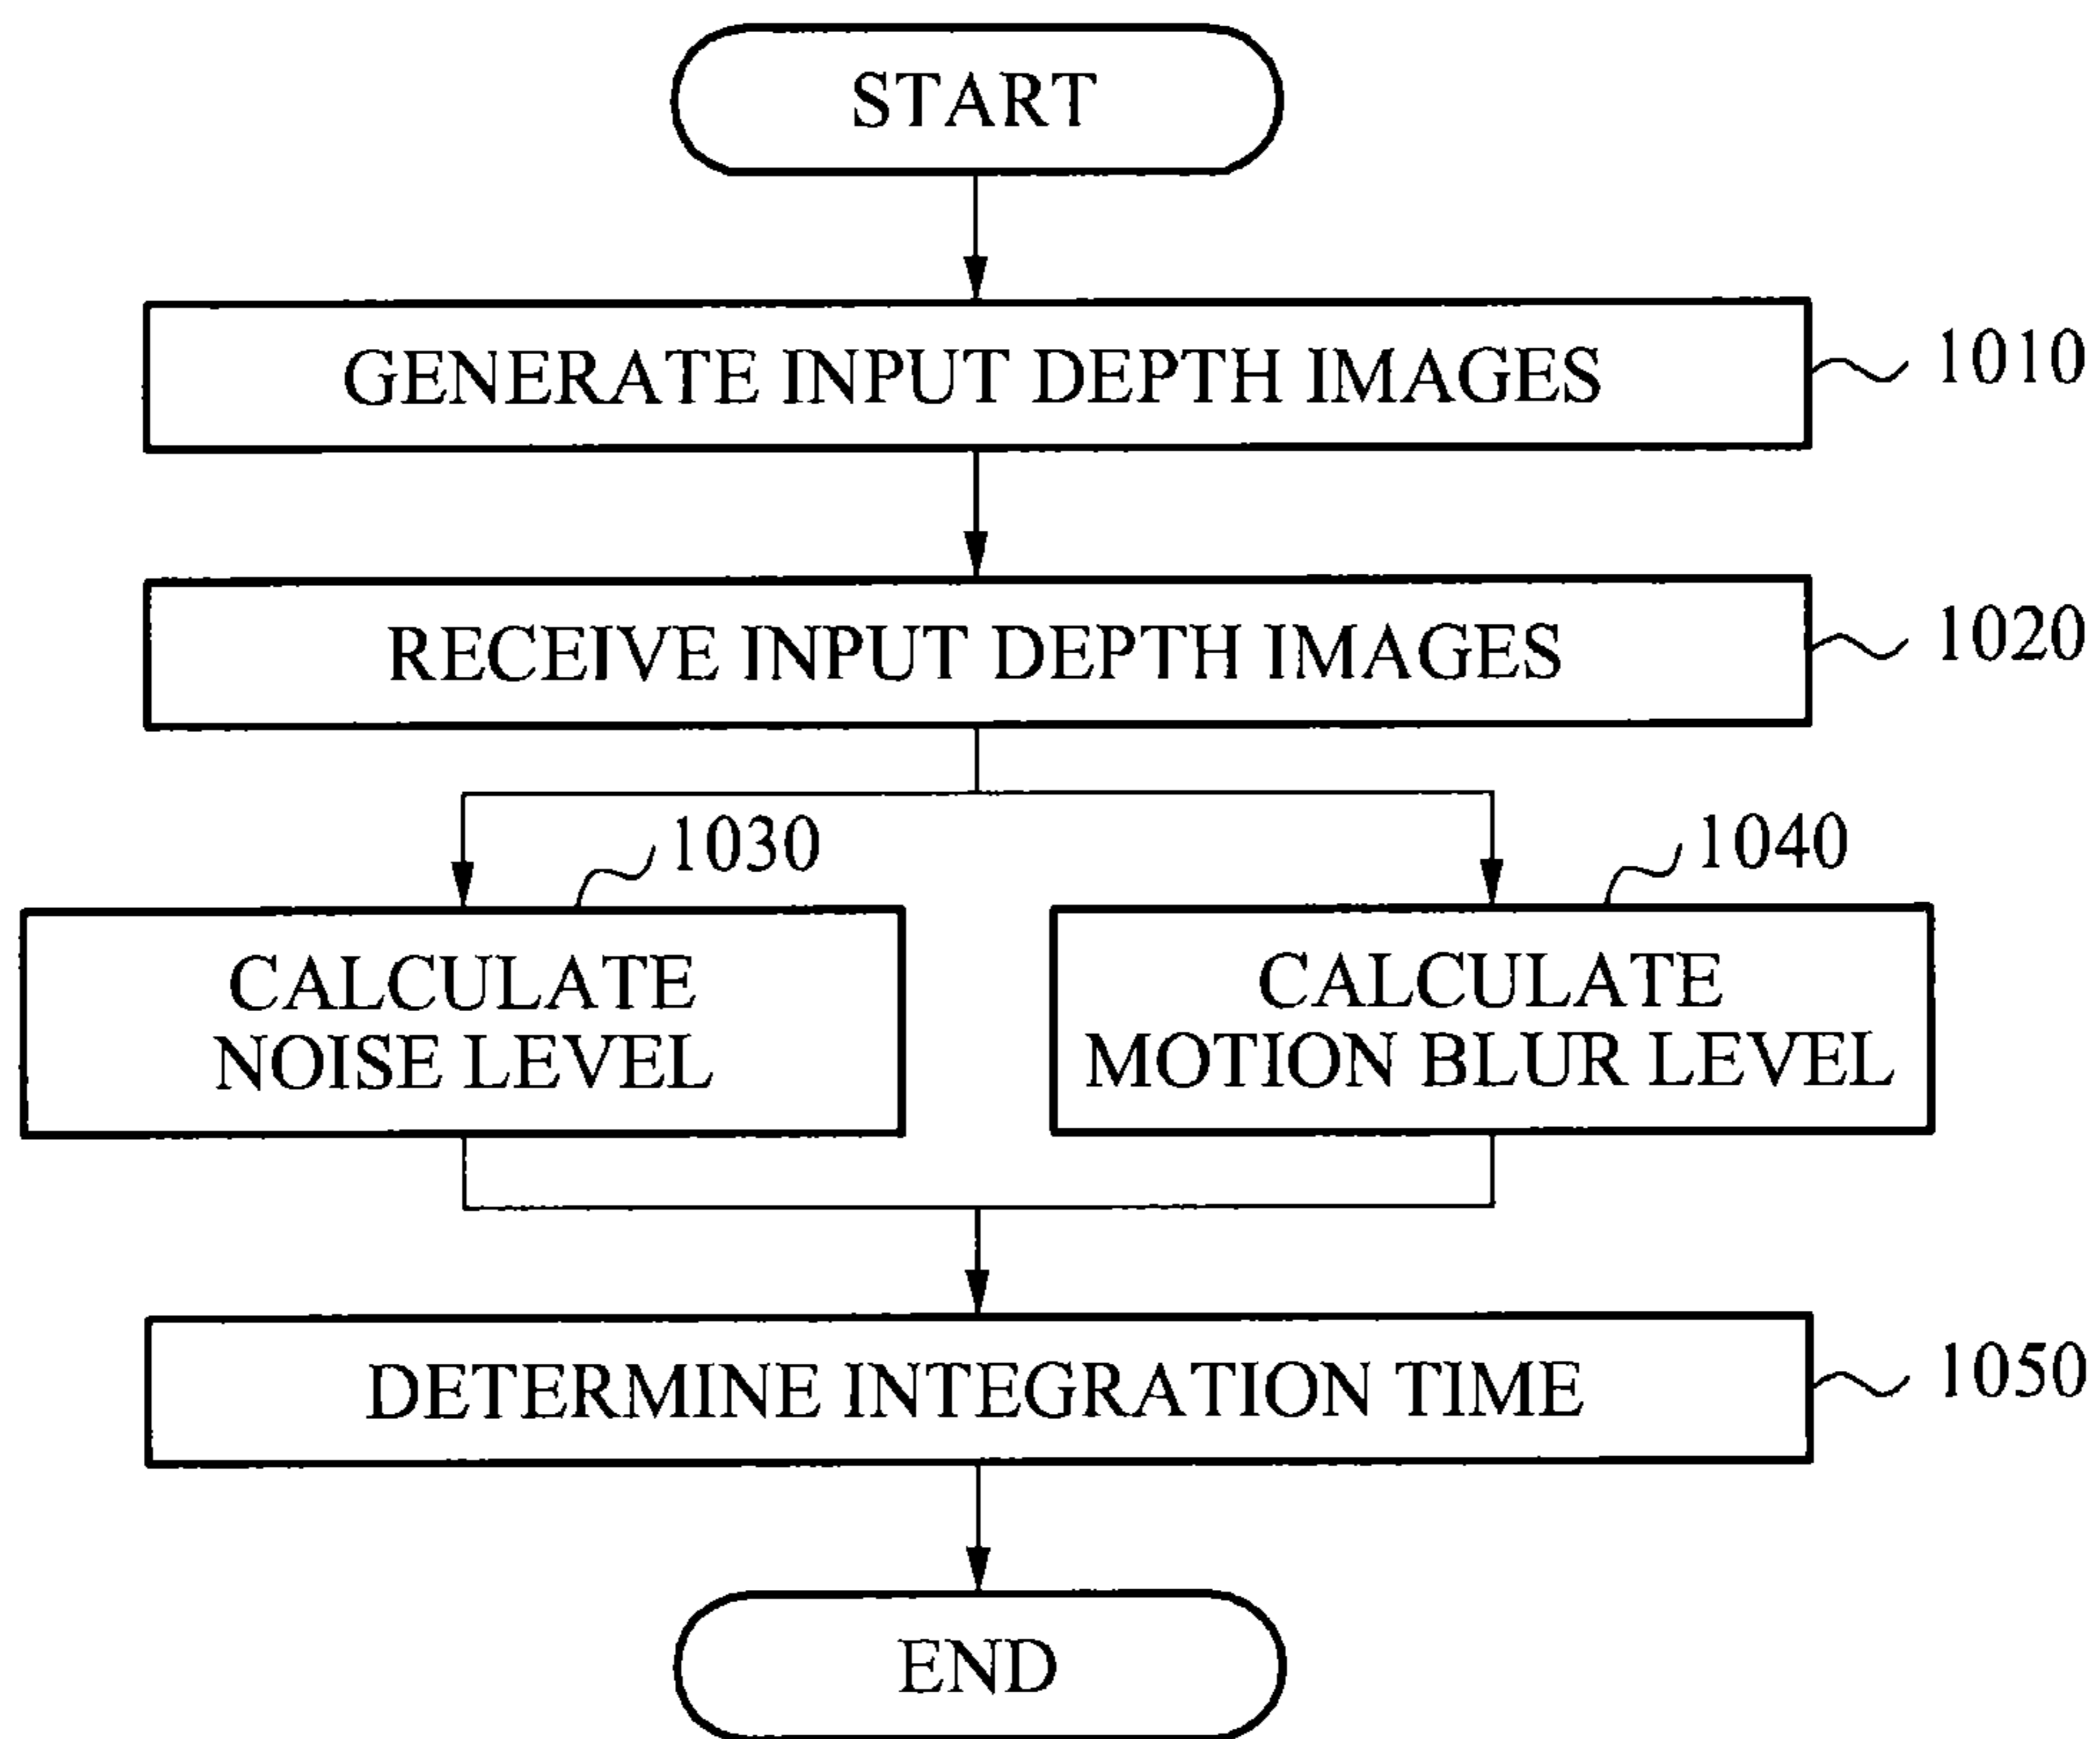 START
GENERATE INPUT DEPTH IMAGES
1010
RECEIVE INPUT DEPTH IMAGES
1020
1030
CALCULATE
NOISE LEVEL
1040
CALCULATE
MOTION BLUR LEVEL
DETERMINE INTEGRATION TIME
1050
END